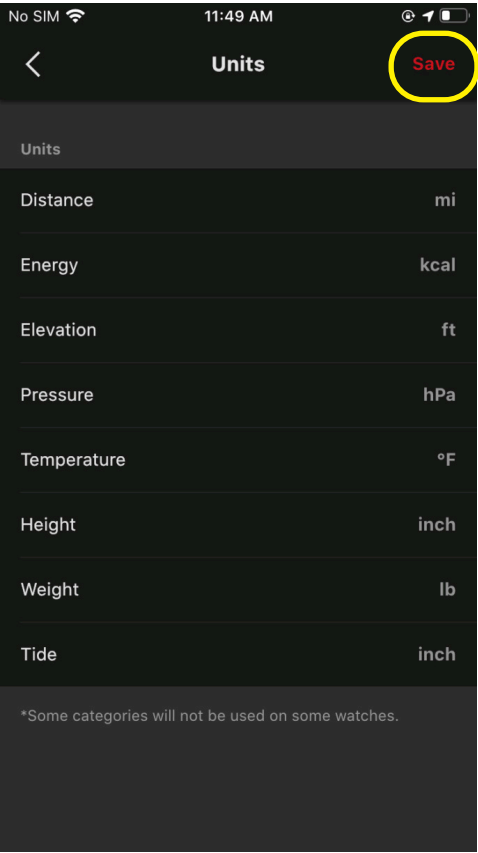 No SIM 11:49 AM
Units Save
Units
Distance mi
Energy kcal
Elevation ft
Pressure hPa
Temperature °F
Height inch
Weight lb
Tide inch
*Some categories will not be used on some watches.